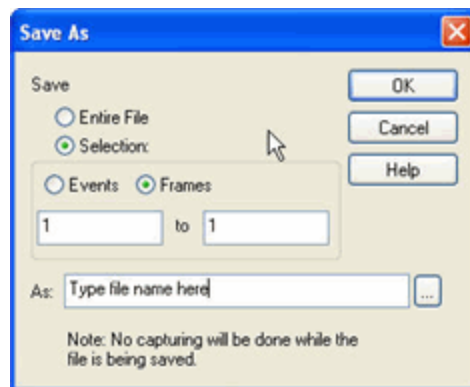 Save As
Save
OK
Entire File
Cancel
Selection:
Help
Events Frames
1 to 1
As: Type file name here ...
Note: No capturing will be done while the
file is being saved.